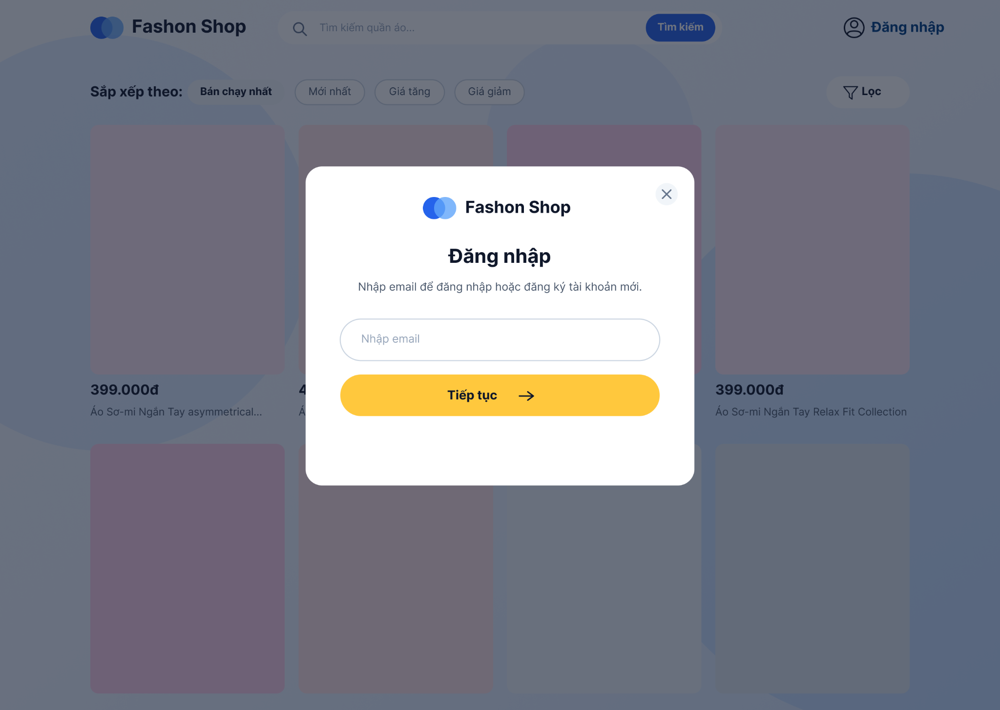 Fashon Shop
Tìm kiếm quần áo...
Tìm kiếm
Đăng nhập
Sắp xếp theo:
Bán chạy nhất
Mới nhất
Giá tăng
Giá giảm
Lọc
Fashon Shop
Đăng nhập
Nhập email để đăng nhập hoặc đăng ký tài khoản mới.
Nhập email
Tiếp tục
399.000đ
Áo Sơ-mi Ngắn Tay asymmetrical...
4
Á
399.000đ
Áo Sơ-mi Ngắn Tay Relax Fit Collection